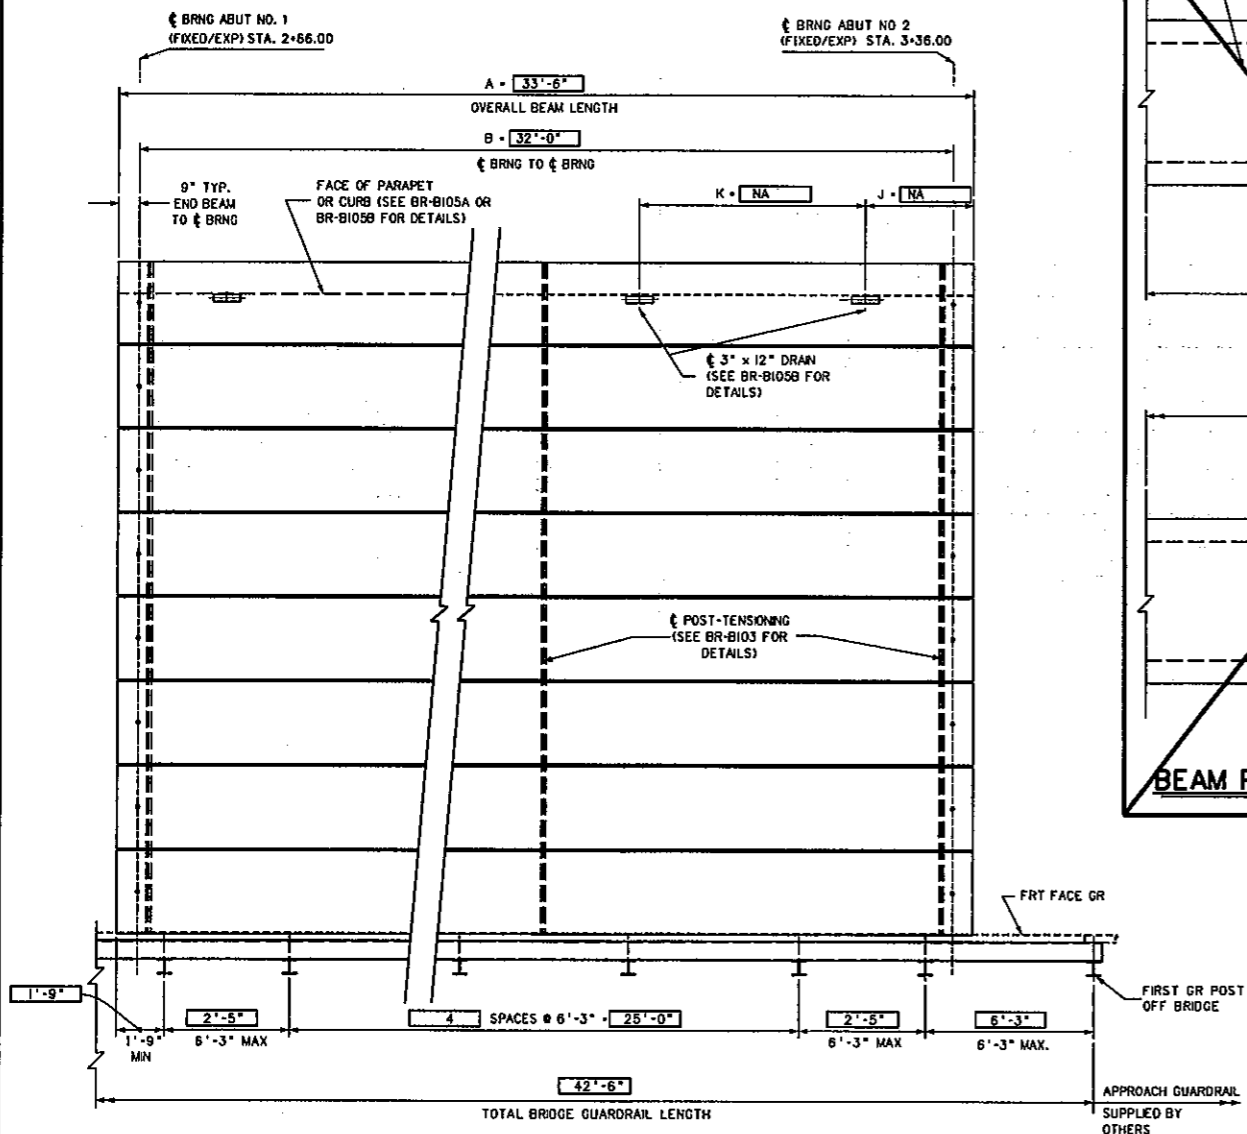 ℄ BRNG ABUT NO. 1
(FIXED/EXP) STA. 2+66.00
℄ BRNG ABUT NO 2
(FIXED/EXP) STA. 3+36.00
A = 33'-6"
OVERALL BEAM LENGTH
B = 32'-0"
℄ BRNG TO ℄ BRNG
9" TYP.
END BEAM
TO ℄ BRNG
FACE OF PARAPET
OR CURB (SEE BR-B105A OR
BR-B105B FOR DETAILS)
K = NA
J = NA
℄ 3" x 12" DRAIN
(SEE BR-B105B FOR
DETAILS)
℄ POST-TENSIONING
(SEE BR-B103 FOR
DETAILS)
BEAM
FRT FACE GR
FIRST GR POST
OFF BRIDGE
1'-9"
1'-9"
MIN
2'-5"
6'-3" MAX
4 SPACES @ 6'-3" = 25'-0"
2'-5"
6'-3" MAX
6'-3"
6'-3" MAX.
42'-6"
TOTAL BRIDGE GUARDRAIL LENGTH
APPROACH GUARDRAIL
SUPPLIED BY
OTHERS